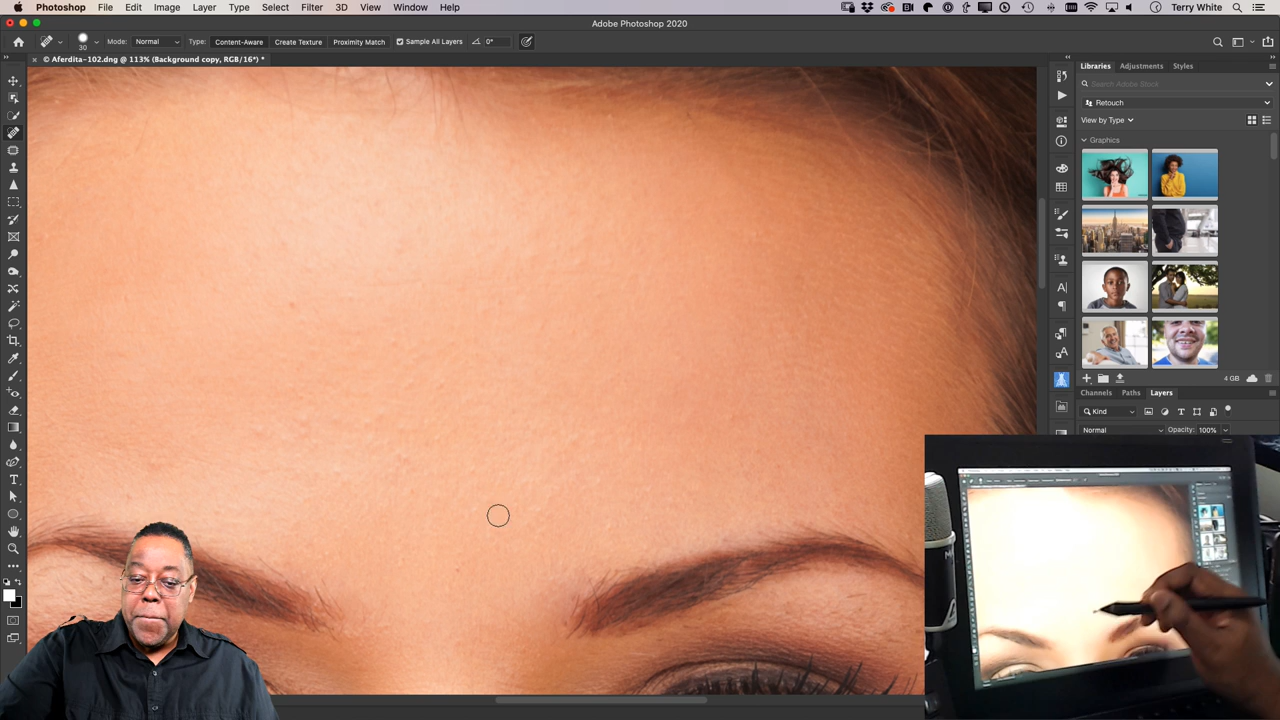 Photoshop File Edit Image Layer Type Select Filter 3D View Window Help Terry White
Adobe Photoshop 2020
30 Mode: Normal Type: Content-Aware Create Texture Proximity Match Sample All Layers 0°
© Aferdita-102.dng @ 113% (Background copy, RGB/16*) *
Libraries Adjustments Styles
Search Adobe Stock
Retouch
View by Type
Graphics
4 GB
Channels Paths Layers
Kind
Normal Opacity: 100%